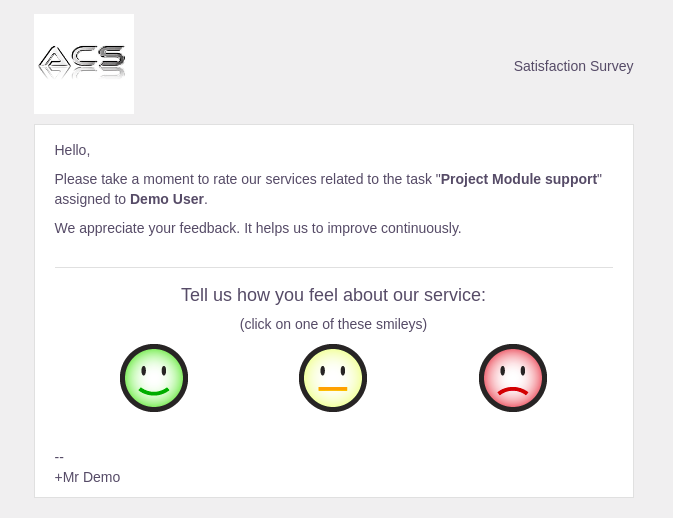 ACS
Satisfaction Survey
Hello,
Please take a moment to rate our services related to the task "Project Module support"
assigned to Demo User.
We appreciate your feedback. It helps us to improve continuously.
Tell us how you feel about our service:
(click on one of these smileys)
--
+Mr Demo